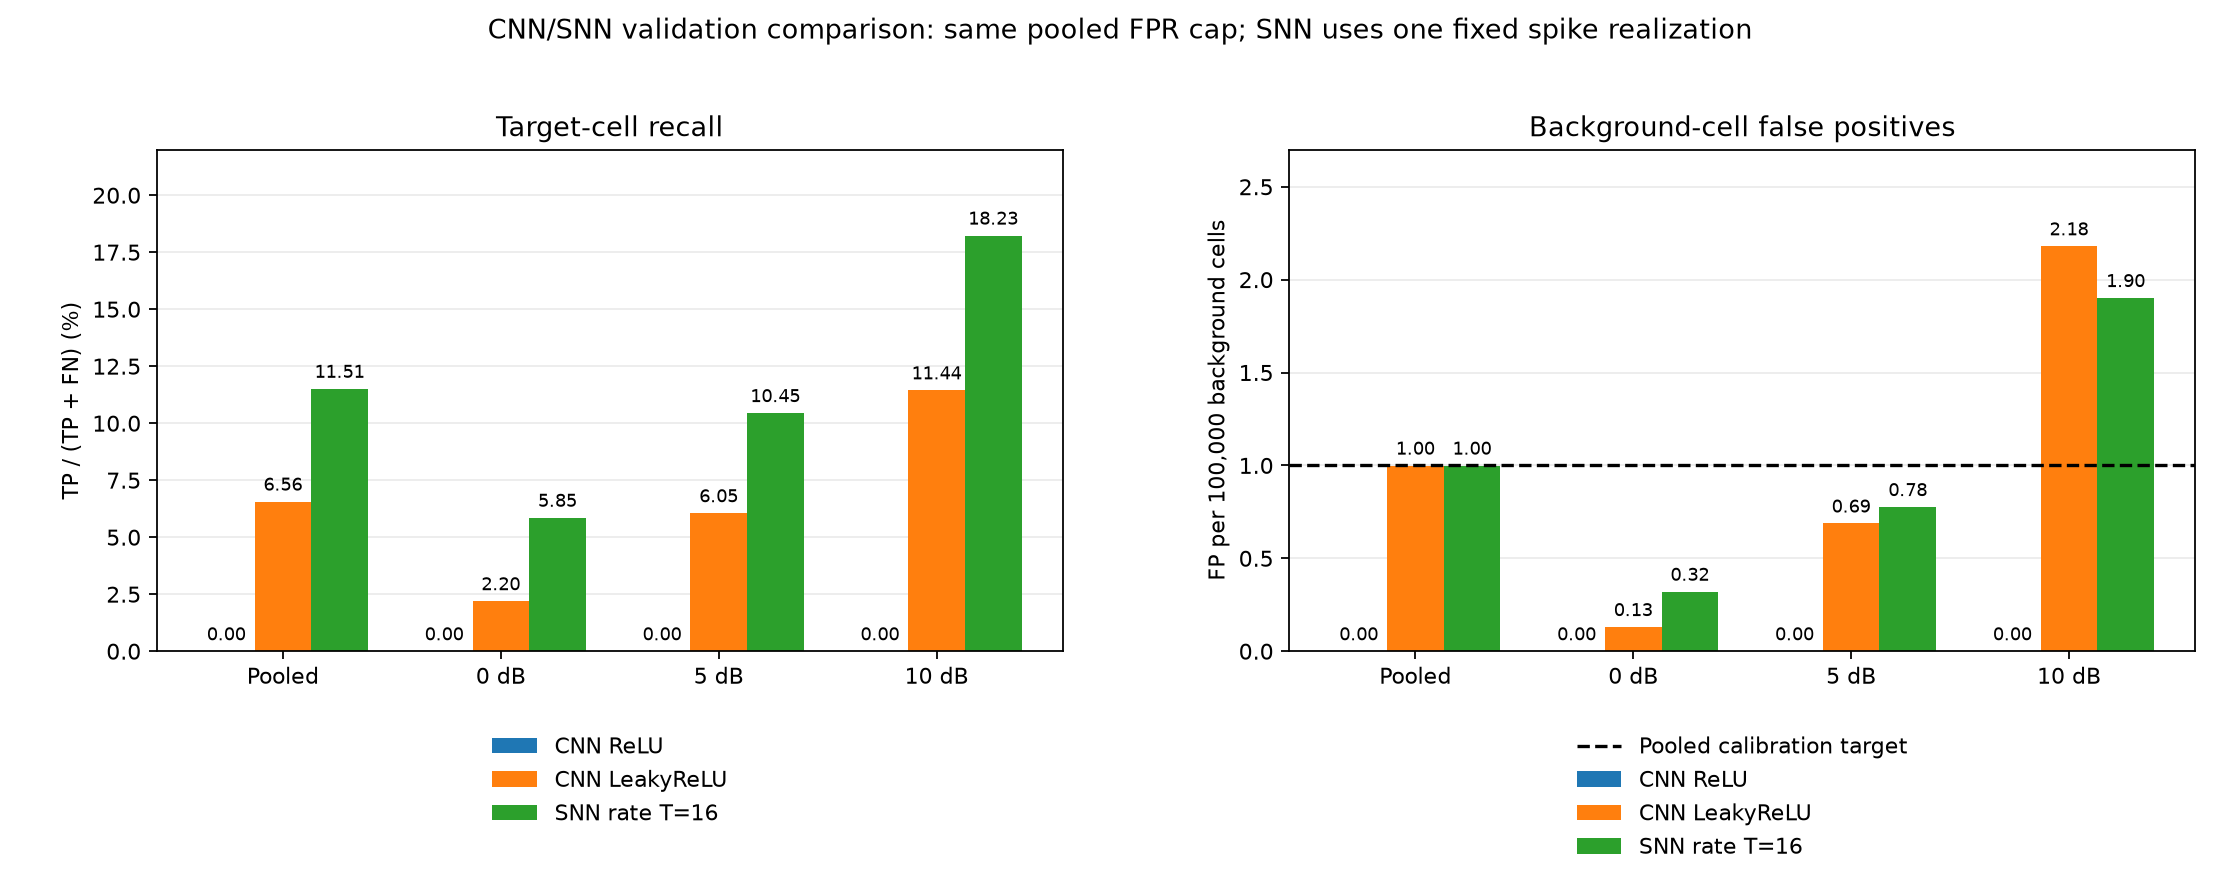 CNN/SNN validation comparison: same pooled FPR cap; SNN uses one fixed spike realization
Target-cell recall
TP / (TP + FN) (%)
20.0
17.5
15.0
12.5
10.0
7.5
5.0
2.5
0.0
0.00
6.56
11.51
0.00
2.20
5.85
0.00
6.05
10.45
0.00
11.44
18.23
Pooled
0 dB
5 dB
10 dB
CNN ReLU
CNN LeakyReLU
SNN rate T=16
Background-cell false positives
FP per 100,000 background cells
2.5
2.0
1.5
1.0
0.5
0.0
0.00
1.00
1.00
0.00
0.13
0.32
0.00
0.69
0.78
0.00
2.18
1.90
Pooled
0 dB
5 dB
10 dB
Pooled calibration target
CNN ReLU
CNN LeakyReLU
SNN rate T=16